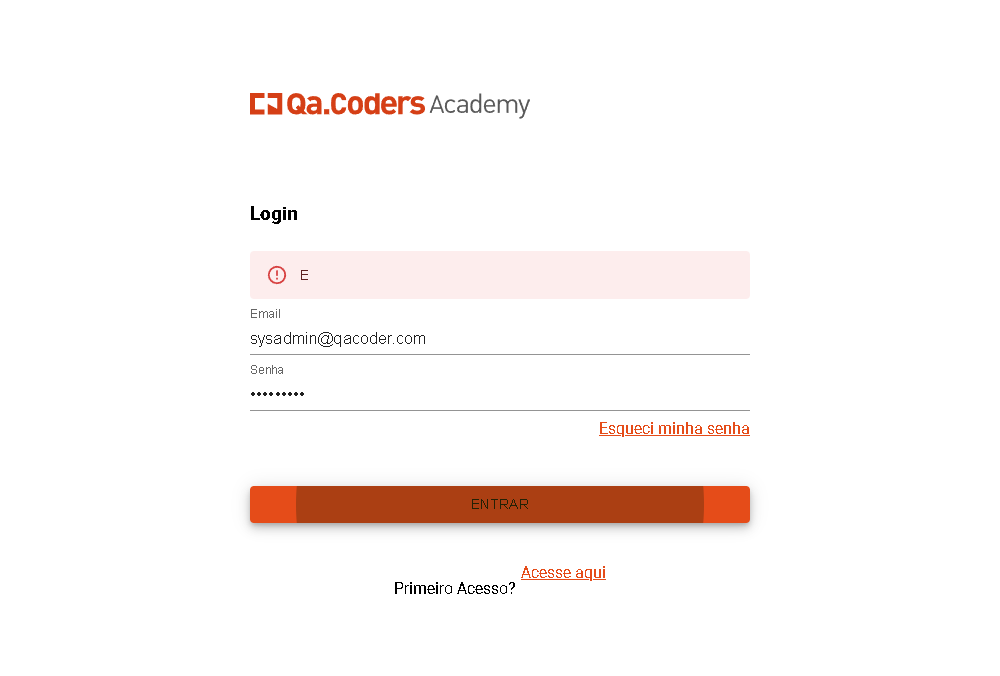 Qa.Coders Academy
Login
E
Email
sysadmin@qacoder.com
Senha
•••••••••
Esqueci minha senha
ENTRAR
Primeiro Acesso? Acesse aqui